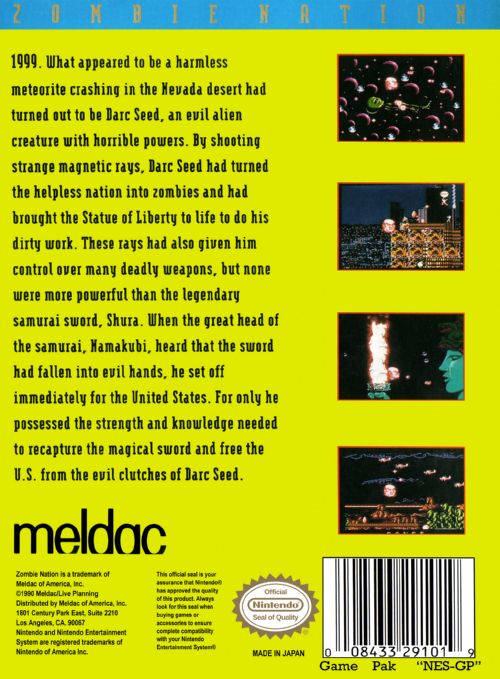 ZOMBIE NATION
1999. What appeared to be a harmless
meteorite crashing in the Nevada desert had
turned out to be Darc Seed, an evil alien
creature with horrible powers. By shooting
strange magnetic rays, Darc Seed had turned
the helpless nation into zombies and had
brought the Statue of Liberty to life to do his
dirty work. These rays had also given him
control over many deadly weapons, but none
were more powerful than the legendary
samurai sword, Shura. When the great head of
the samurai, Namakubi, heard that the sword
had fallen into evil hands, he set off
immediately for the United States. For only he
possessed the strength and knowledge needed
to recapture the magical sword and free the
U.S. from the evil clutches of Darc Seed.
meldac
Zombie Nation is a trademark of
Meldac of America, Inc.
©1990 Meldac/Live Planning
Distributed by Meldac of America, Inc.
1801 Century Park East, Suite 2210
Los Angeles, CA. 90067
Nintendo and Nintendo Entertainment
System are registered trademarks of
Nintendo of America Inc.
This official seal is your
assurance that Nintendo®
has approved the quality
of this product. Always
look for this seal when
buying games or
accessories to ensure
complete compatibility
with your Nintendo
Entertainment System®
Official
Nintendo®
Seal of Quality
MADE IN JAPAN
0 08433 29101 9
Game Pak "NES-GP"